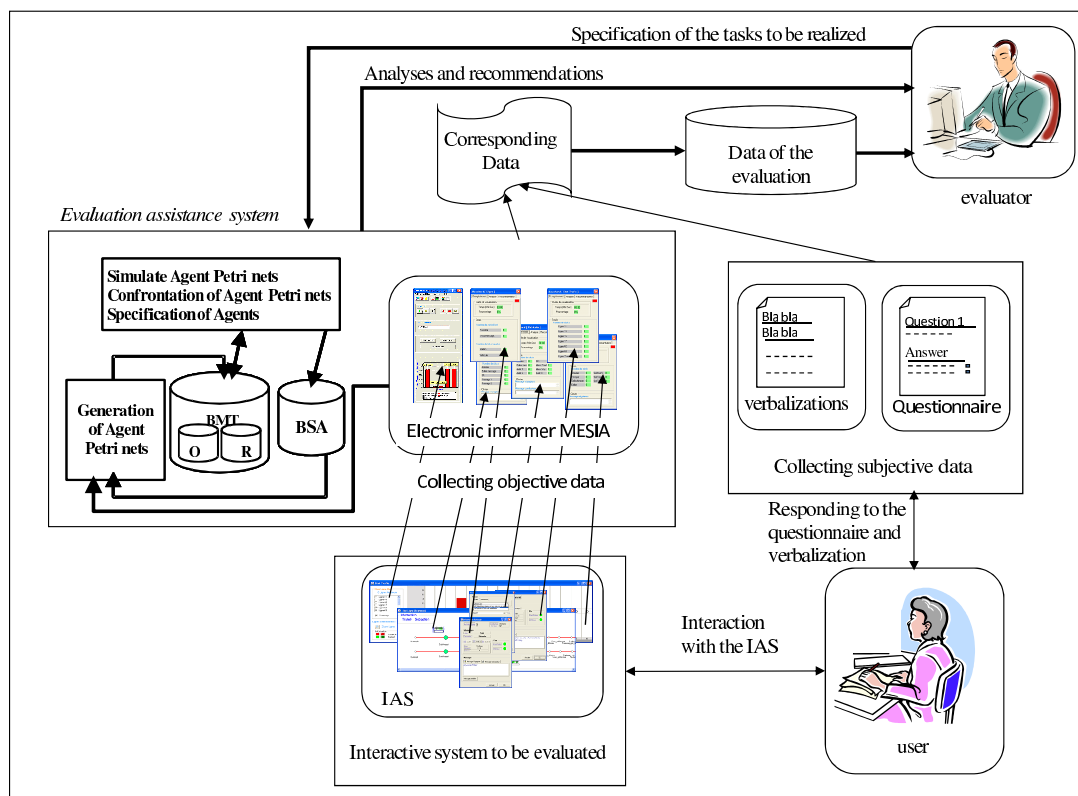 Specification of the tasks to be realized
Analyses and recommendations
Corresponding
Data
Data of the
evaluation
evaluator
Evaluation assistance system
Simulate Agent Petri nets
Confrontation of Agent Petri nets
Specification of Agents
Generation
of Agent
Petri nets
BMT
O
R
BSA
Electronic informer MESIA
Collecting objective data
Bla bla
Bla bla
verbalizations
Question 1
Answer
Questionnaire
Collecting subjective data
Responding to the
questionnaire and
verbalization
IAS
Interactive system to be evaluated
Interaction
with the IAS
user